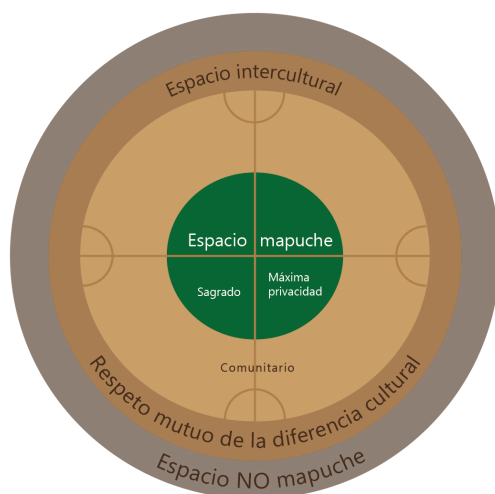 Espacio intercultural
Espacio mapuche
Sagrado
Máxima
privacidad
Comunitario
Respeto mutuo de la diferencia cultural
Espacio NO mapuche